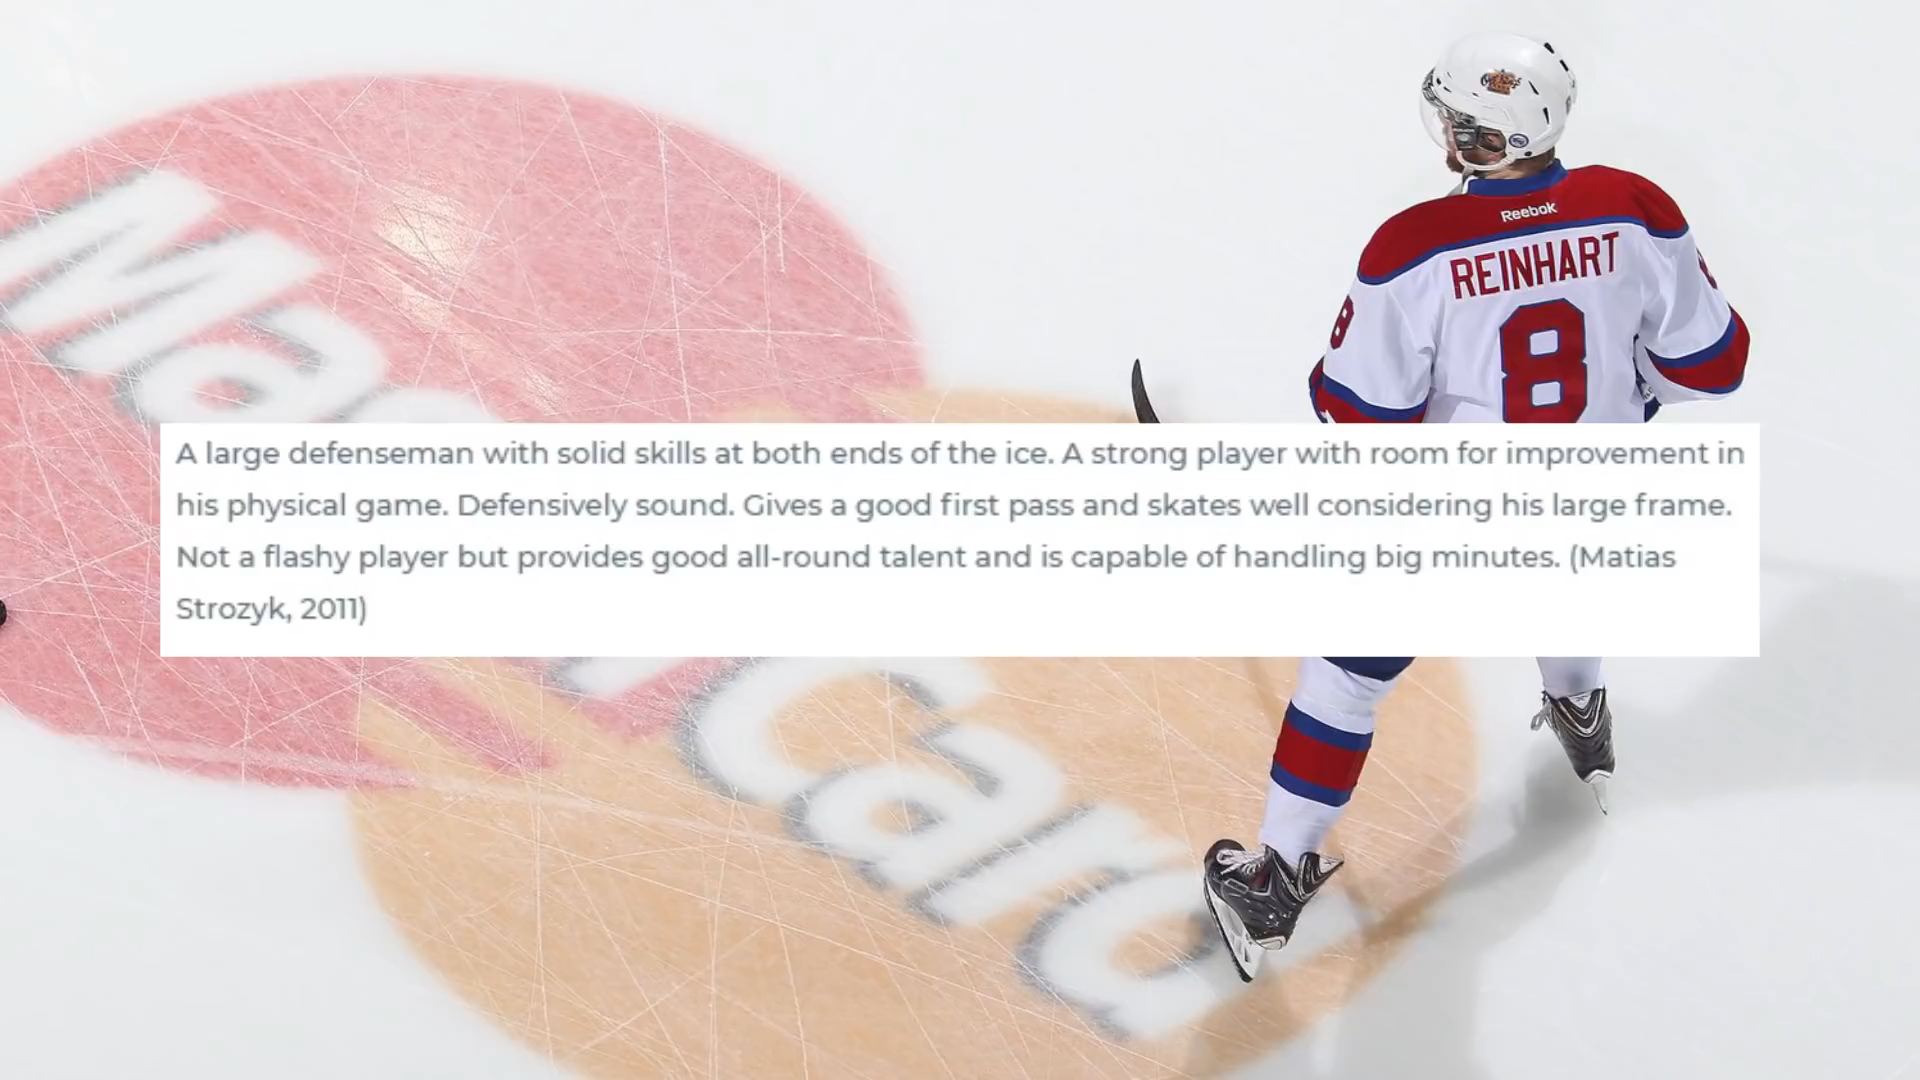 Reebok
REINHART
8
8
Mas
Card
A large defenseman with solid skills at both ends of the ice. A strong player with room for improvement in
his physical game. Defensively sound. Gives a good first pass and skates well considering his large frame.
Not a flashy player but provides good all-round talent and is capable of handling big minutes. (Matias
Strozyk, 2011)